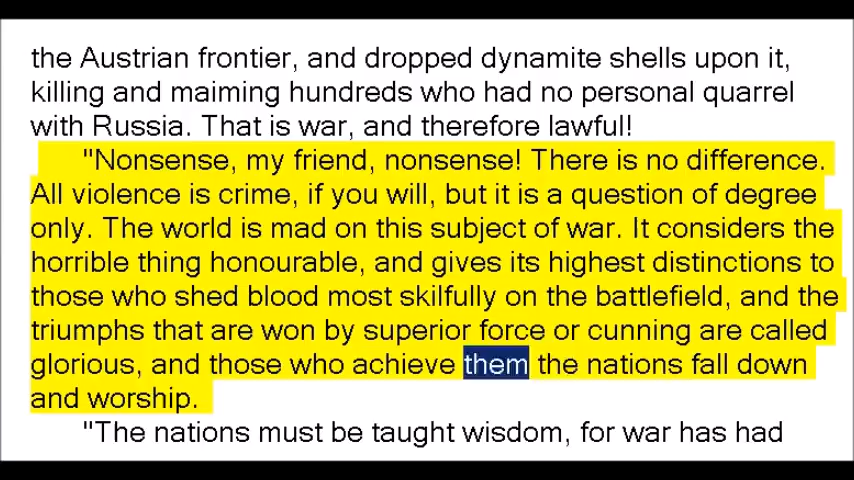 the Austrian frontier, and dropped dynamite shells upon it,
killing and maiming hundreds who had no personal quarrel
with Russia. That is war, and therefore lawful!
"Nonsense, my friend, nonsense! There is no difference.
All violence is crime, if you will, but it is a question of degree
only. The world is mad on this subject of war. It considers the
horrible thing honourable, and gives its highest distinctions to
those who shed blood most skilfully on the battlefield, and the
triumphs that are won by superior force or cunning are called
glorious, and those who achieve them the nations fall down
and worship.
"The nations must be taught wisdom, for war has had